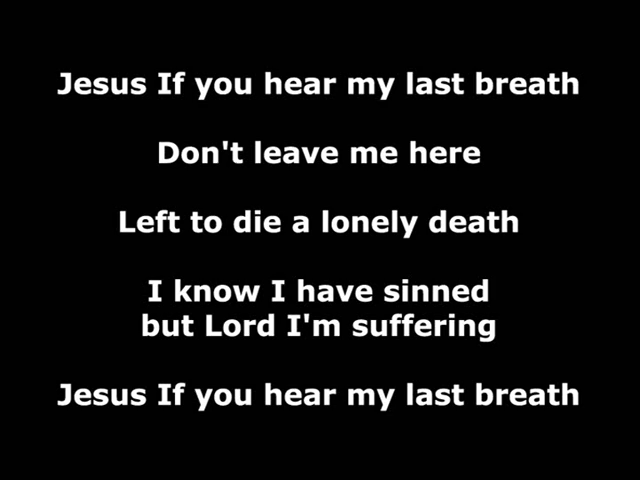 Jesus If you hear my last breath
Don't leave me here
Left to die a lonely death
I know I have sinned
but Lord I'm suffering
Jesus If you hear my last breath